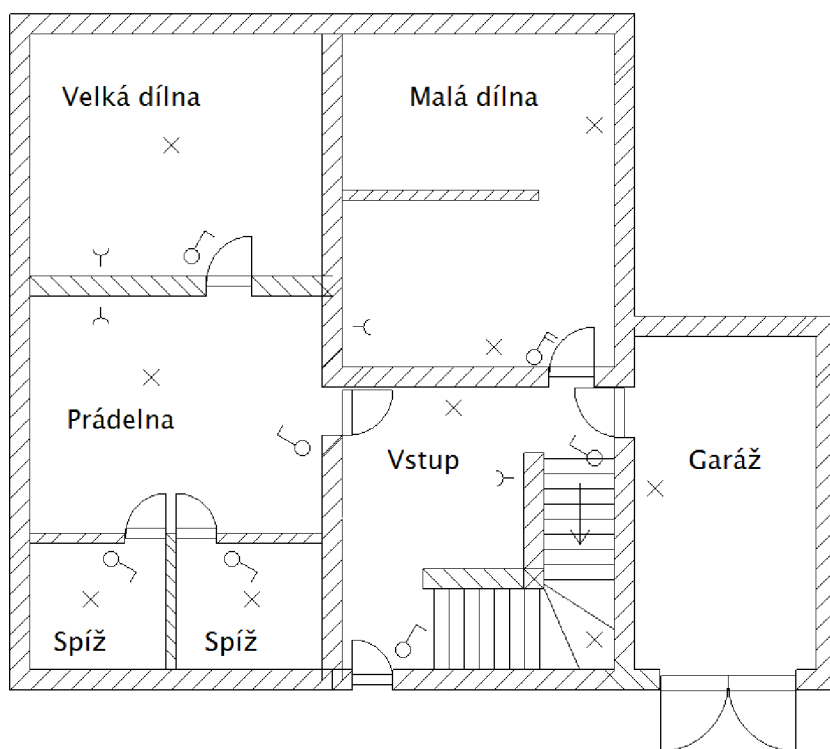 Velká dílna
Malá dílna
Prádelna
Vstup
Garáž
Spíž
Spíž